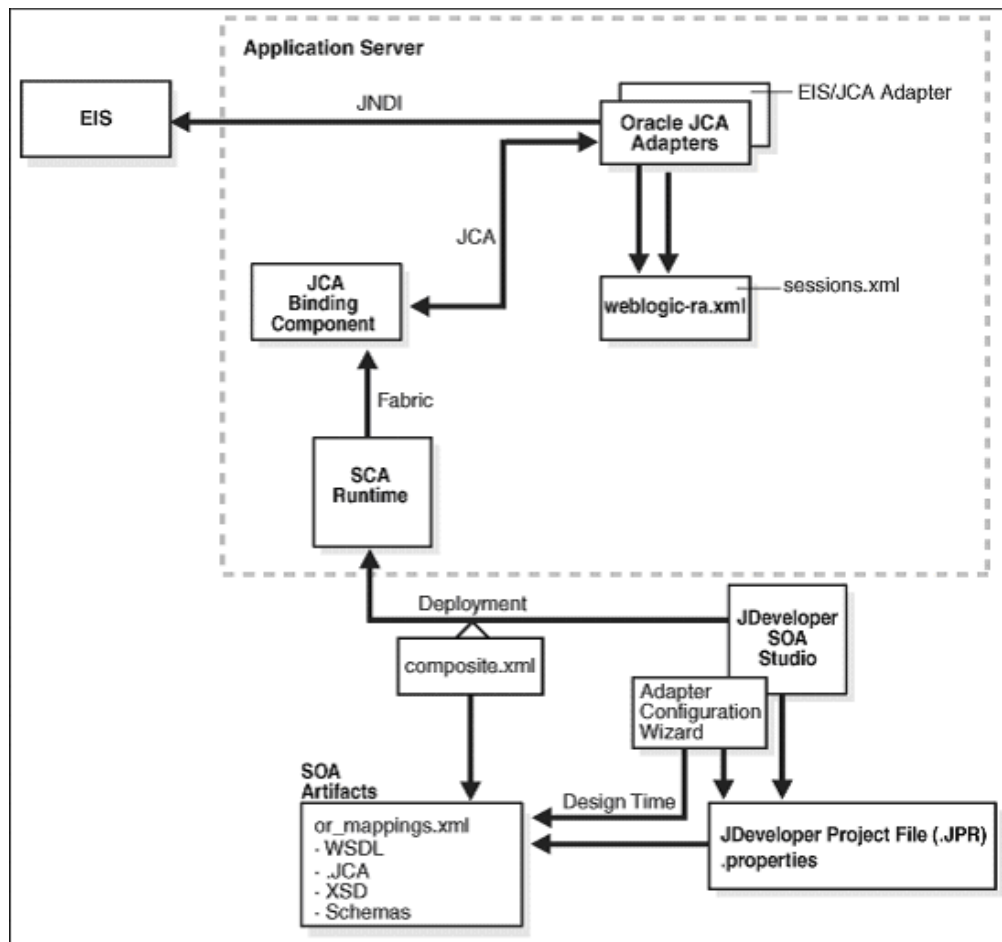 Application Server
EIS
JNDI
EIS/JCA Adapter
Oracle JCA
Adapters
JCA
JCA
Binding
Component
sessions.xml
weblogic-ra.xml
Fabric
SCA
Runtime
Deployment
JDeveloper
SOA
Studio
composite.xml
Adapter
Configuration
Wizard
SOA
Artifacts
Design Time
or_mappings.xml
- WSDL
- .JCA
- XSD
- Schemas
JDeveloper Project File (.JPR)
.properties